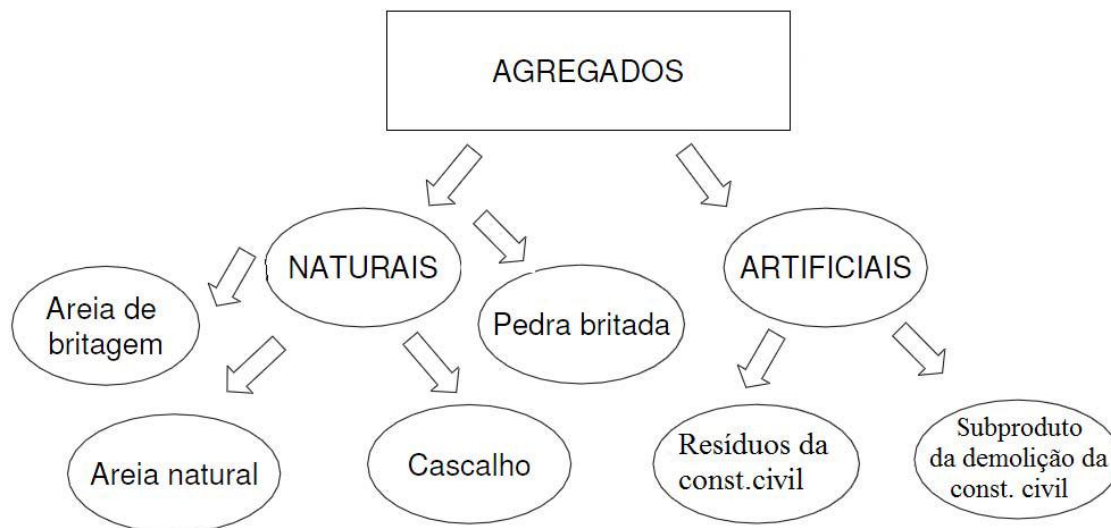 AGREGADOS
NATURAIS
ARTIFICIAIS
Areia de
britagem
Pedra britada
Areia natural
Cascalho
Resíduos da
const.civil
Subproduto
da demolição da
const. civil